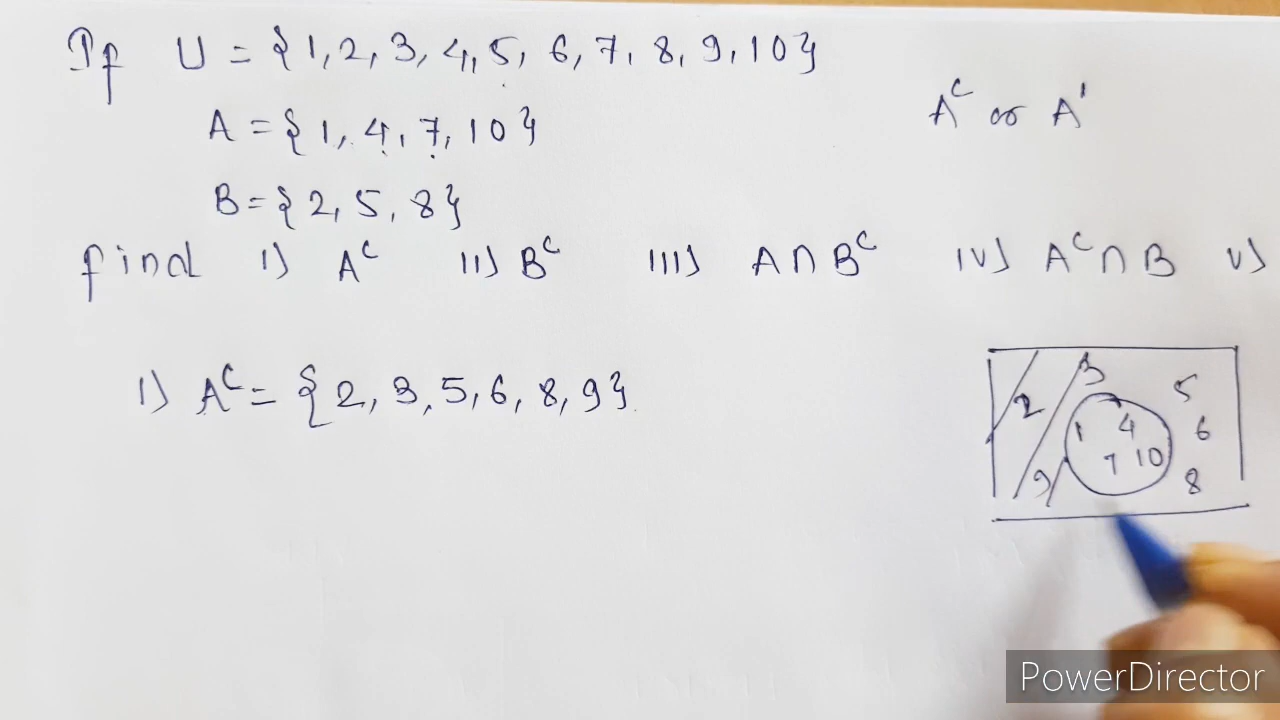 If U = {1, 2, 3, 4, 5, 6, 7, 8, 9, 10}
A^c or A'
A = {1, 4, 7, 10}
B = {2, 5, 8}
final i) A^c ii) B^c iii) A∩B^c iv) A^c∩B v)
i) A^c = {2, 3, 5, 6, 8, 9}
3 5
2 1 4 6
7 10
9 8
PowerDirector